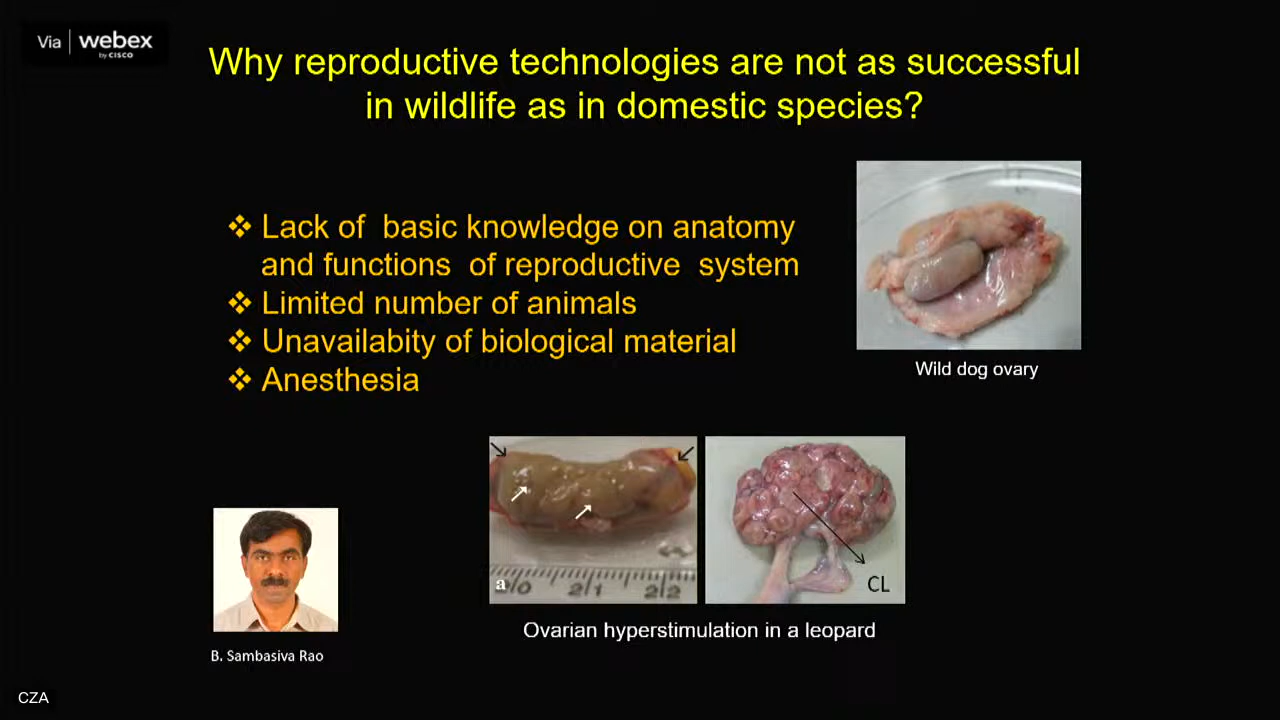 Via webex
by CISCO
Why reproductive technologies are not as successful
in wildlife as in domestic species?
❖ Lack of basic knowledge on anatomy
and functions of reproductive system
❖ Limited number of animals
❖ Unavailabity of biological material
❖ Anesthesia
Wild dog ovary
a
CL
Ovarian hyperstimulation in a leopard
B. Sambasiva Rao
CZA